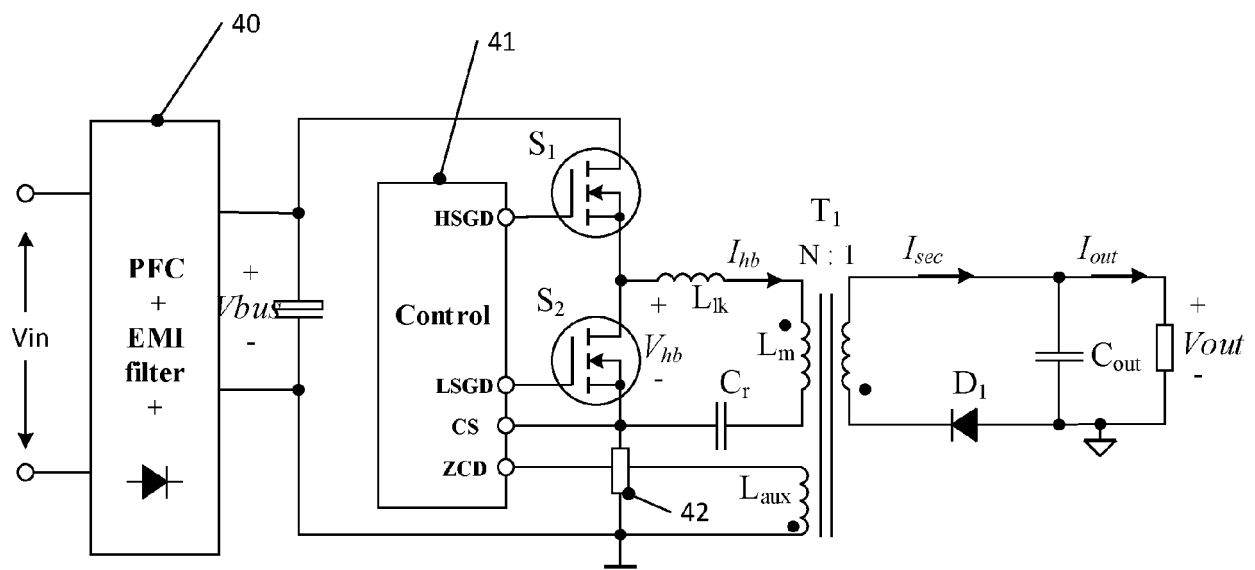 40
41
S1
HSGD
T1
N : 1
Ihb
Isec
Iout
PFC
+
EMI
filter
+
Vin
+
Vbus
-
Control
S2
Llk
+
Vhb
-
Lm
Cout
+
Vout
-
LSGD
Cr
D1
CS
ZCD
Laux
42